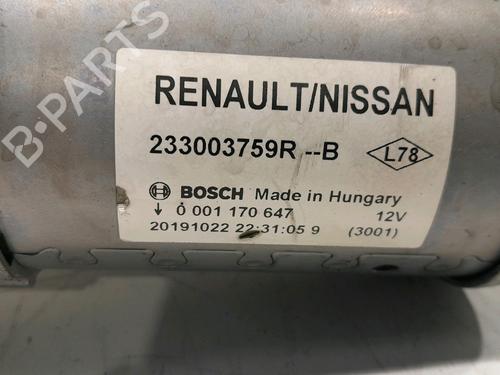 RENAULT/NISSAN
233003759R --B
L78
BOSCH Made in Hungary
0 001 170 647 12V
20191022 22:31:05 9 (3001)
B-PARTS